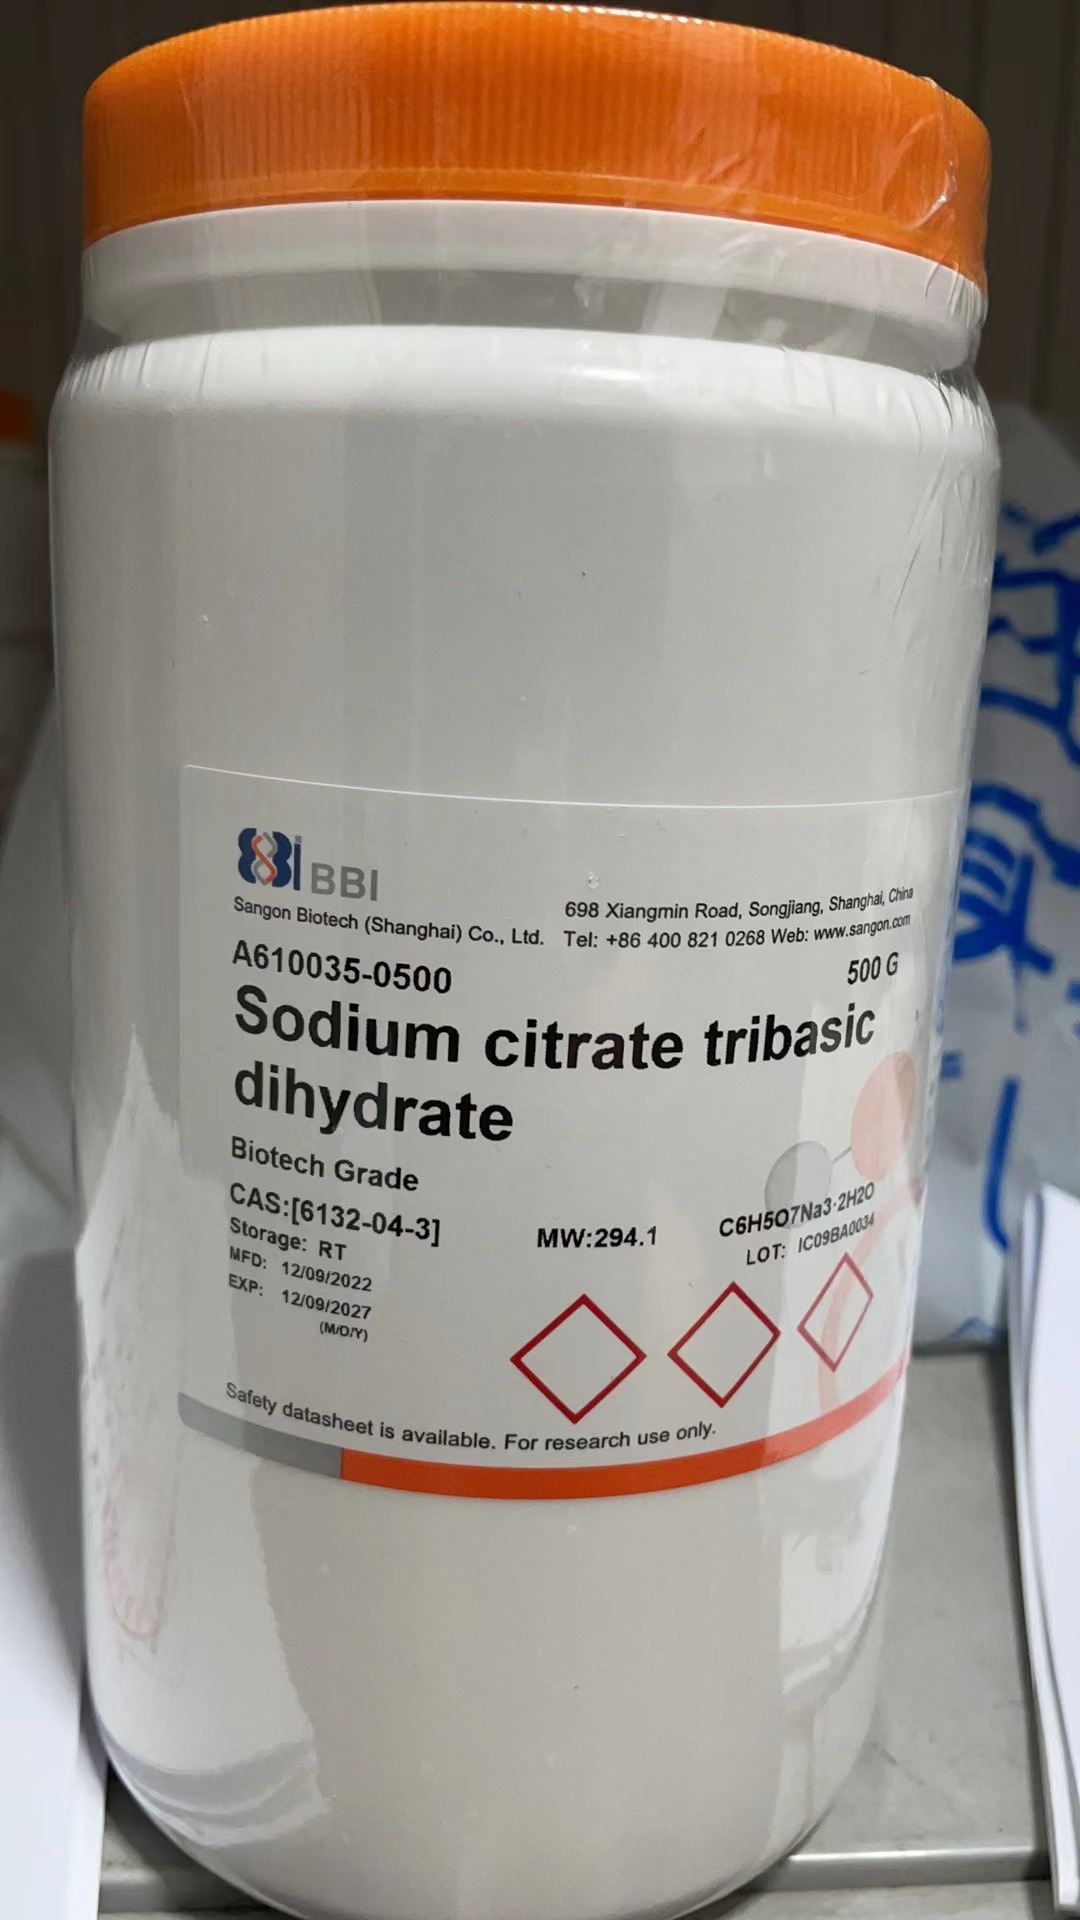 BBI
Sangon Biotech (Shanghai) Co., Ltd.
698 Xiangmin Road, Songjiang, Shanghai, China
Tel: +86 400 821 0268 Web: www.sangon.com
A610035-0500
500 G
Sodium citrate tribasic
dihydrate
Biotech Grade
CAS:[6132-04-3]
MW:294.1
C6H5O7Na3·2H2O
Storage: RT
LOT: IC09BA0034
MFD: 12/09/2022
EXP: 12/09/2027
(M/D/Y)
Safety datasheet is available. For research use only.